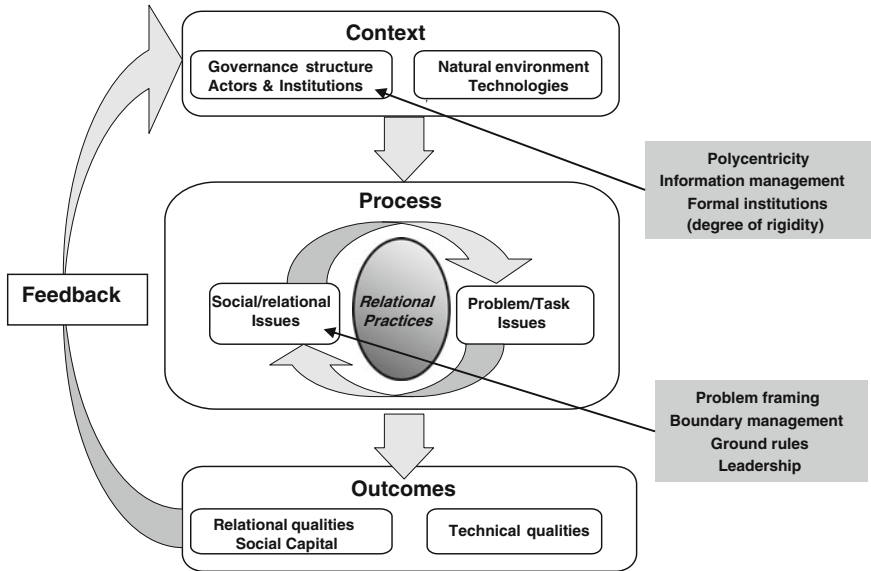 Context
Governance structure
Actors & Institutions
Natural environment
Technologies
Polycentricity
Information management
Formal institutions
(degree of rigidity)
Process
Feedback
Social/relational
Issues
Relational
Practices
Problem/Task
Issues
Problem framing
Boundary management
Ground rules
Leadership
Outcomes
Relational qualities
Social Capital
Technical qualities